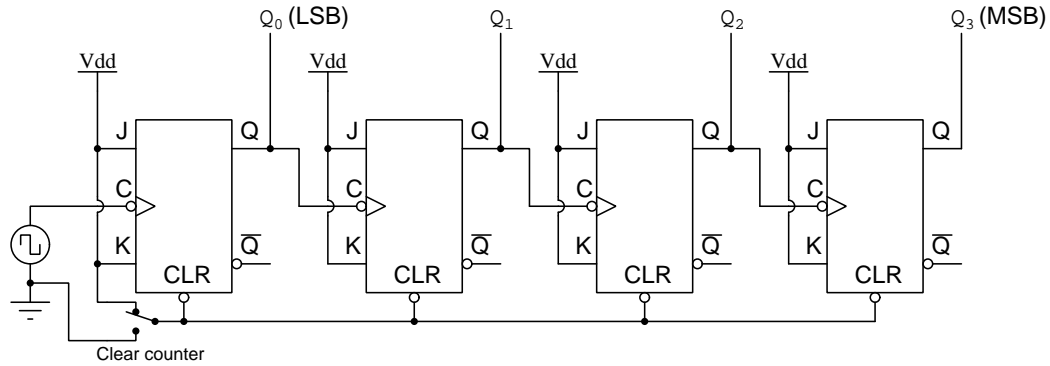 Q0 (LSB) Q1 Q2 Q3 (MSB)
Vdd Vdd Vdd Vdd
J Q J Q J Q J Q
C C C C
K Q̅ K Q̅ K Q̅ K Q̅
CLR CLR CLR CLR
Clear counter